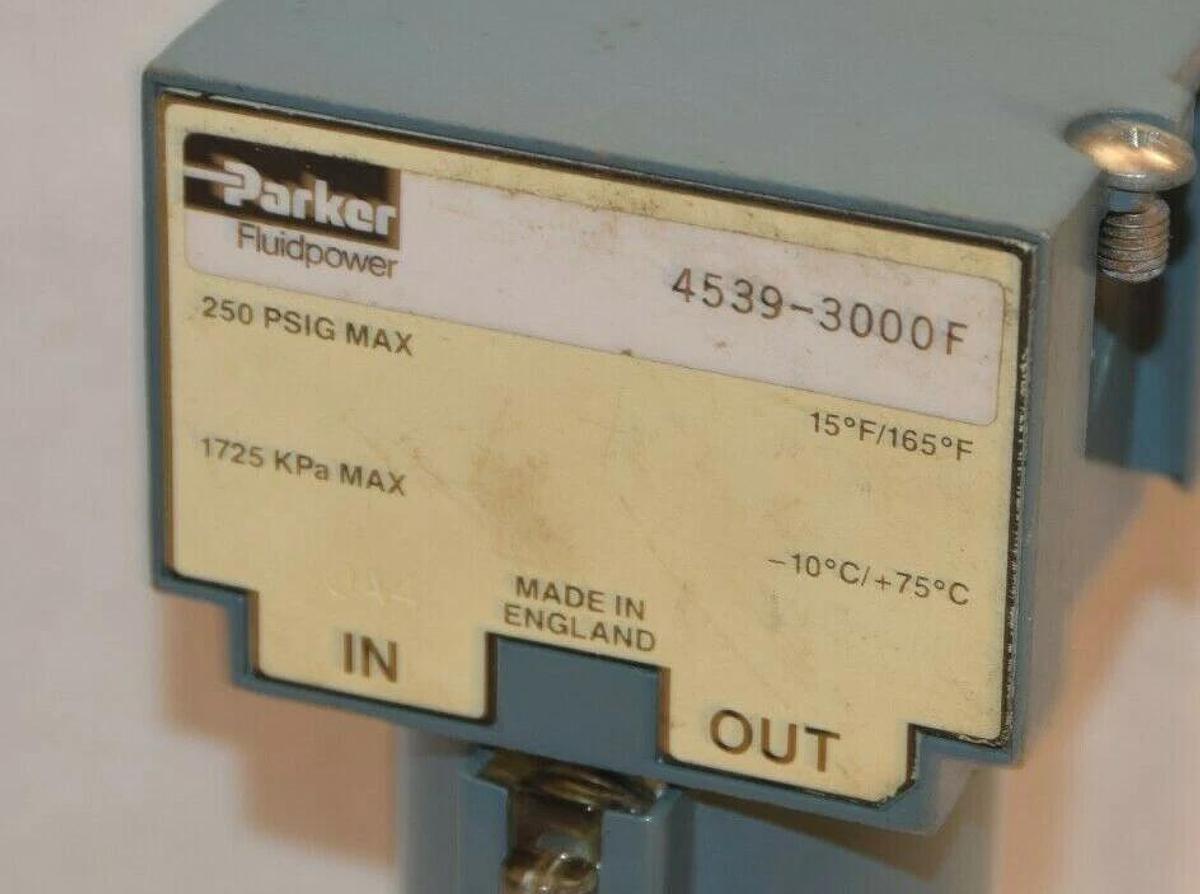 Parker
Fluidpower
4539-3000F
250 PSIG MAX
15°F/165°F
1725 KPa MAX
-10°C/+75°C
MADE IN
ENGLAND
IN
OUT